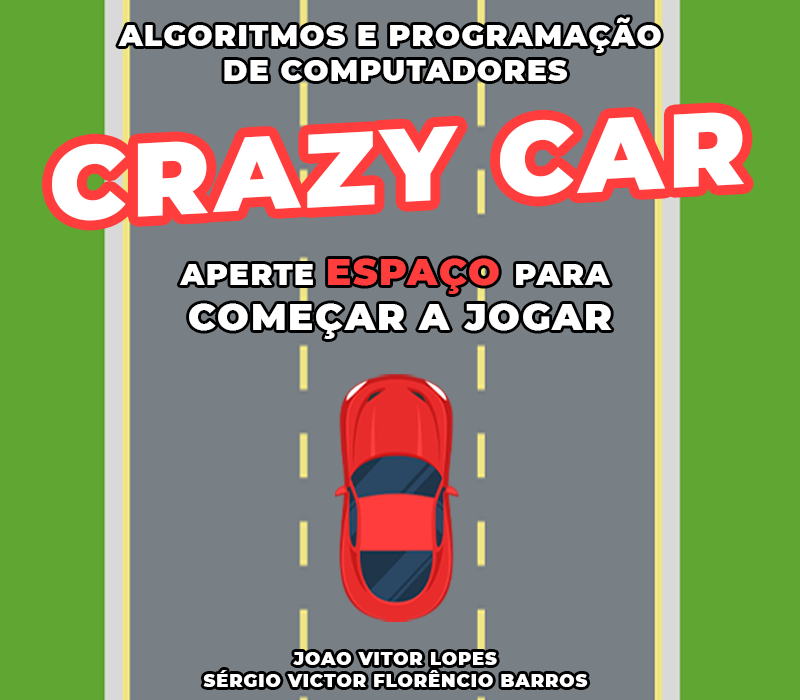 ALGORITMOS E PROGRAMAÇÃO
DE COMPUTADORES
CRAZY CAR
APERTE ESPAÇO PARA
COMEÇAR A JOGAR
JOAO VITOR LOPES
SÉRGIO VICTOR FLORÊNCIO BARROS